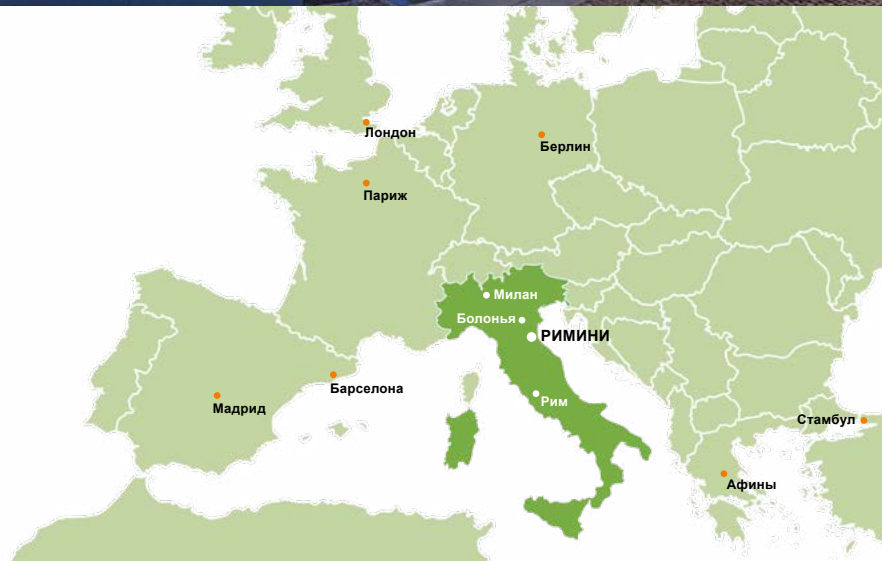 Лондон
Берлин
Париж
Милан
Болонья
РИМИНИ
Барселона
Мадрид
Рим
Стамбул
Афины